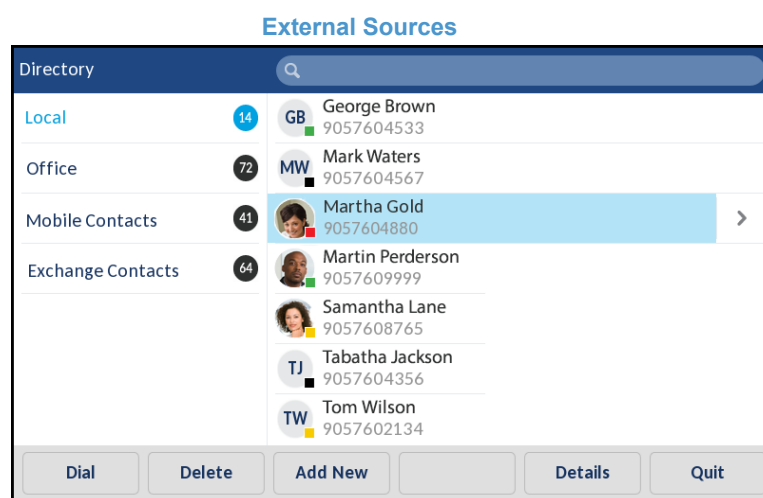 External Sources
Directory
Local 14
Office 72
Mobile Contacts 41
Exchange Contacts 64
GB George Brown
9057604533
MW Mark Waters
9057604567
Martha Gold
9057604880
Martin Perderson
9057609999
Samantha Lane
9057608765
TJ Tabatha Jackson
9057604356
TW Tom Wilson
9057602134
Dial Delete Add New Details Quit